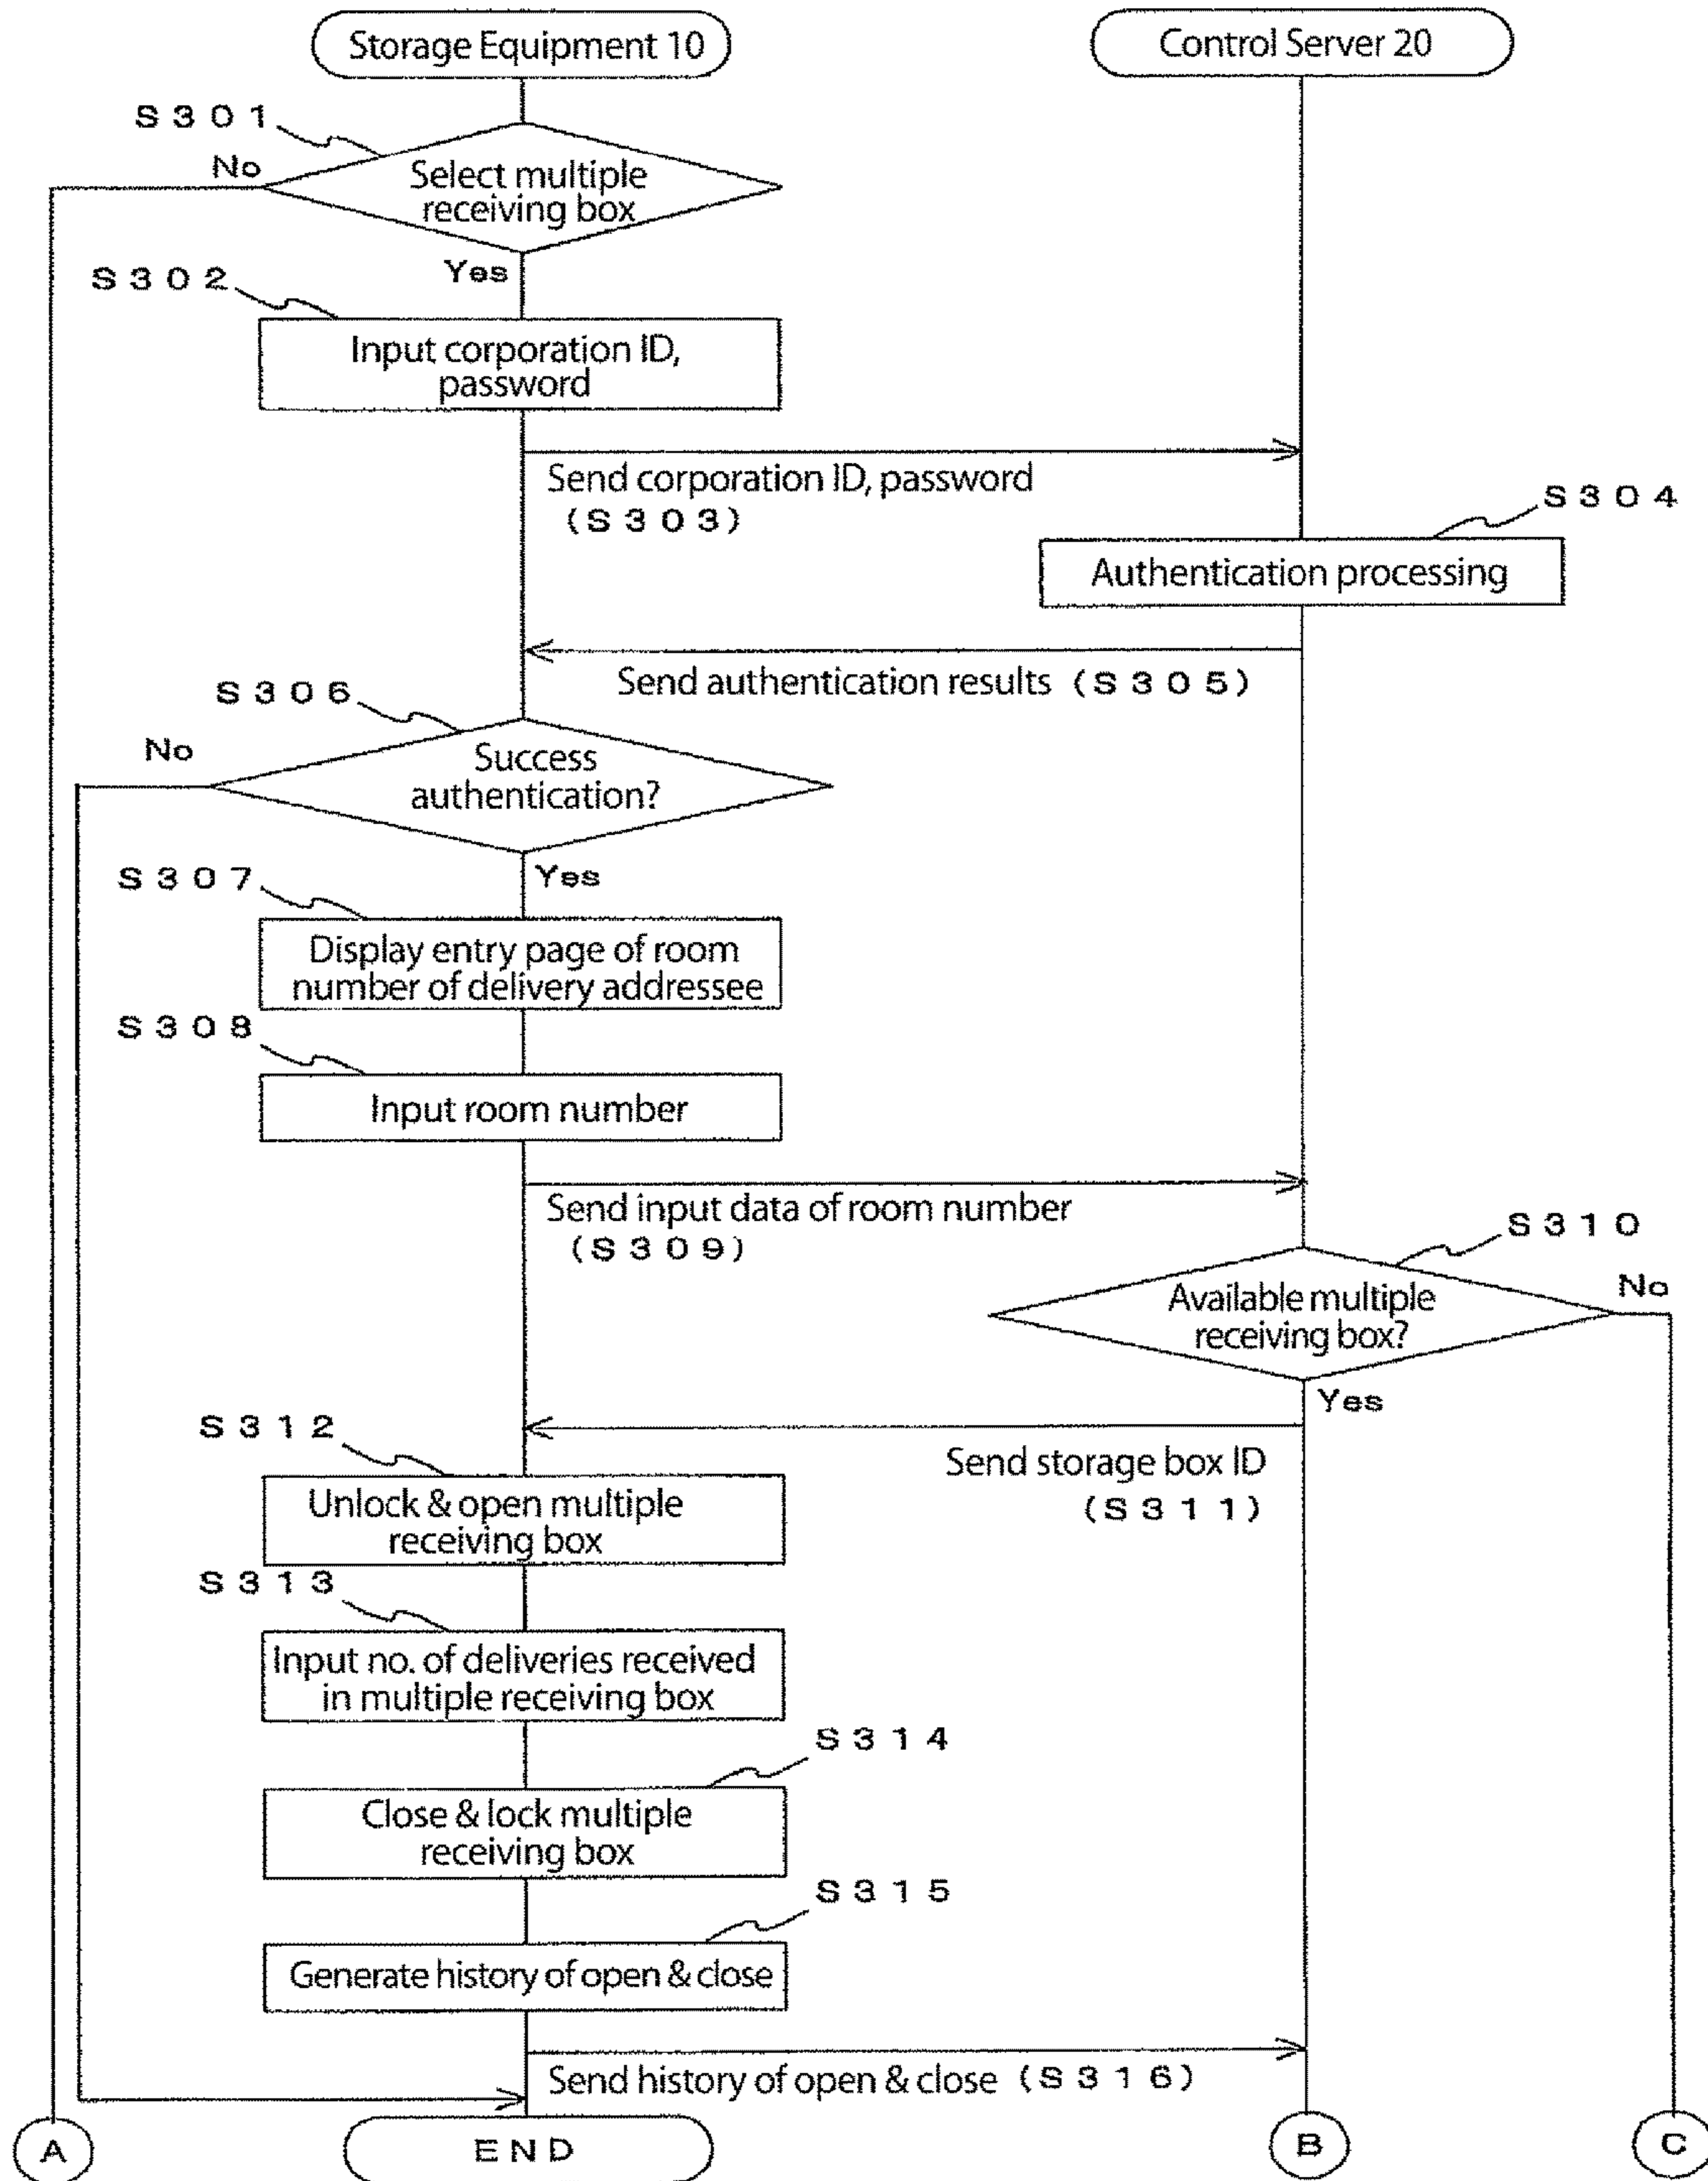 Storage Equipment 10
Control Server 20
S301
No
Select multiple
receiving box
Yes
S302
Input corporation ID,
password
Send corporation ID, password
(S303)
S304
Authentication processing
Send authentication results (S305)
S306
No
Success
authentication?
Yes
S307
Display entry page of room
number of delivery addressee
S308
Input room number
Send input data of room number
(S309)
S310
Available multiple
receiving box?
No
Yes
Send storage box ID
(S311)
S312
Unlock & open multiple
receiving box
S313
Input no. of deliveries received
in multiple receiving box
S314
Close & lock multiple
receiving box
S315
Generate history of open & close
Send history of open & close (S316)
A
END
B
C